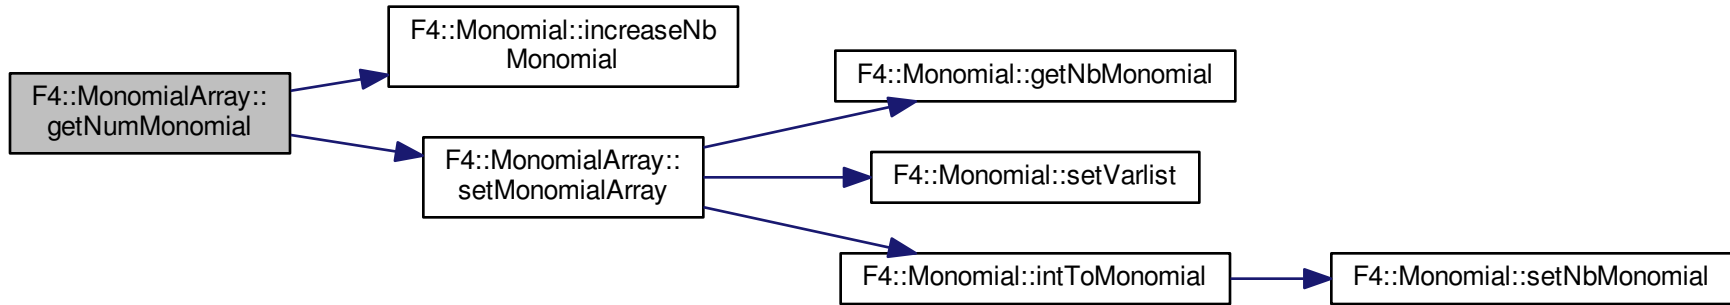 F4::MonomialArray::
getNumMonomial
F4::Monomial::increaseNb
Monomial
F4::MonomialArray::
setMonomialArray
F4::Monomial::getNbMonomial
F4::Monomial::setVarlist
F4::Monomial::intToMonomial
F4::Monomial::setNbMonomial